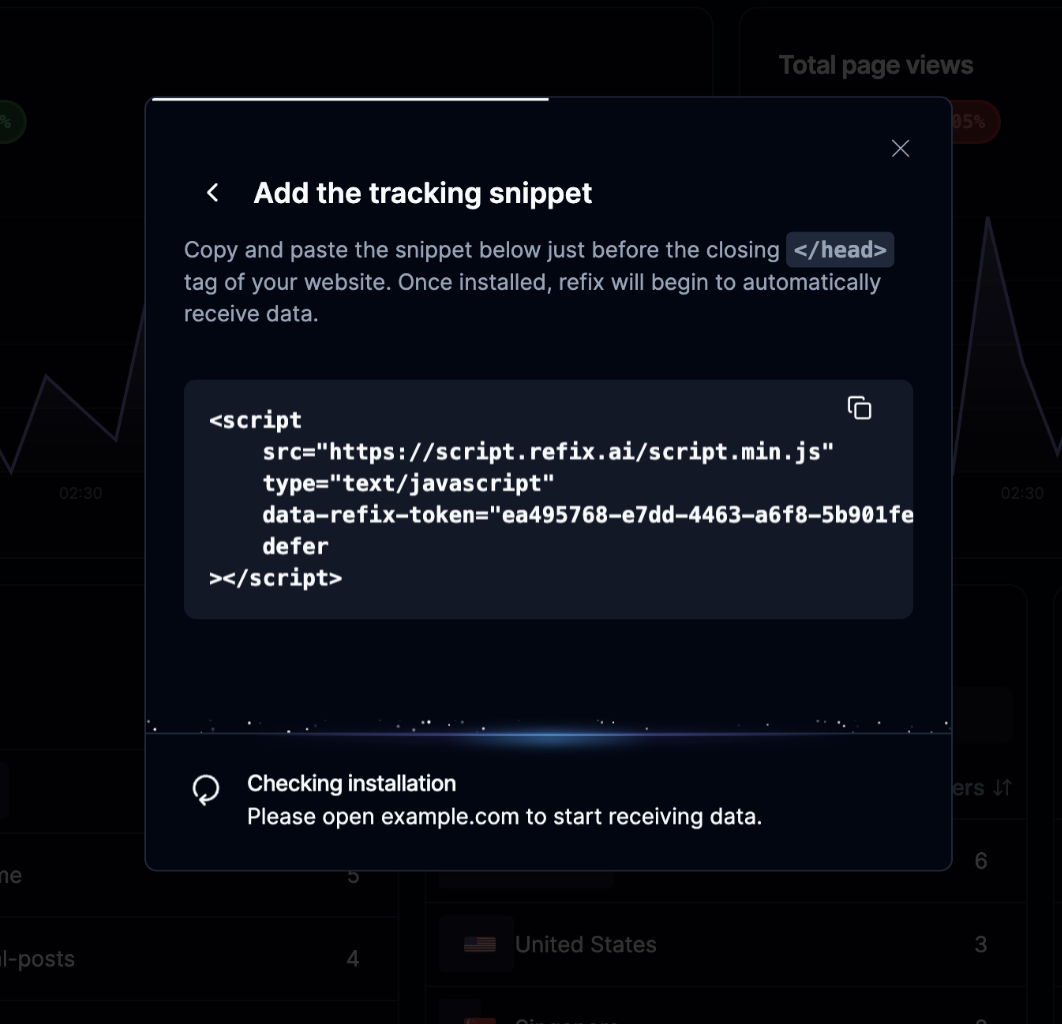 Total page views
%
05%
Add the tracking snippet
Copy and paste the snippet below just before the closing </head>
tag of your website. Once installed, refix will begin to automatically
receive data.
<script
src="https://script.refix.ai/script.min.js"
type="text/javascript"
data-refix-token="ea495768-e7dd-4463-a6f8-5b901fe
defer
></script>
02:30
02:30
Checking installation
Please open example.com to start receiving data.
ers
me
5
6
l-posts
4
United States
3